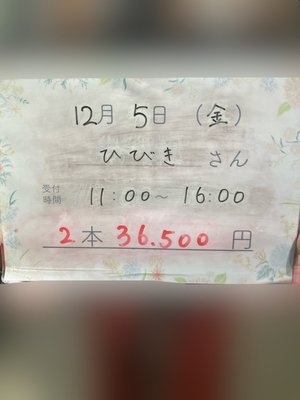 12月 5日 （金）
ひびき さん
受付時間 11:00～ 16:00
2 本 36.500 円